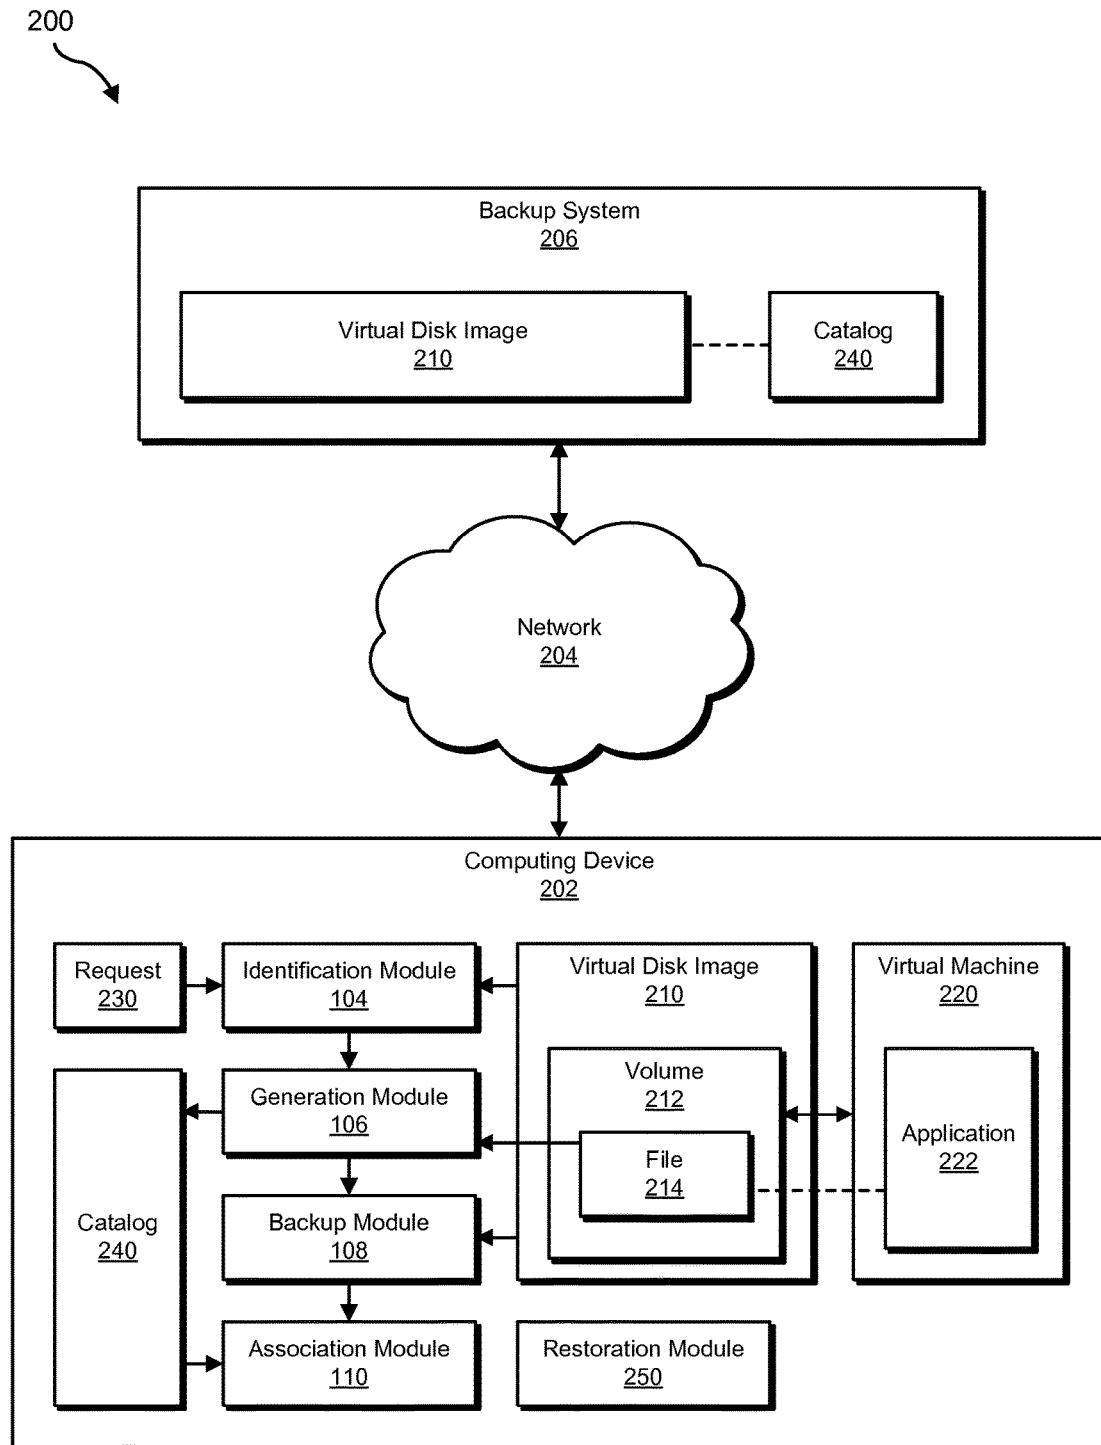 200
Backup System
206
Virtual Disk Image
210
Catalog
240
Network
204
Computing Device
202
Request
230
Identification Module
104
Virtual Disk Image
210
Virtual Machine
220
Generation Module
106
Volume
212
File
214
Application
222
Catalog
240
Backup Module
108
Association Module
110
Restoration Module
250